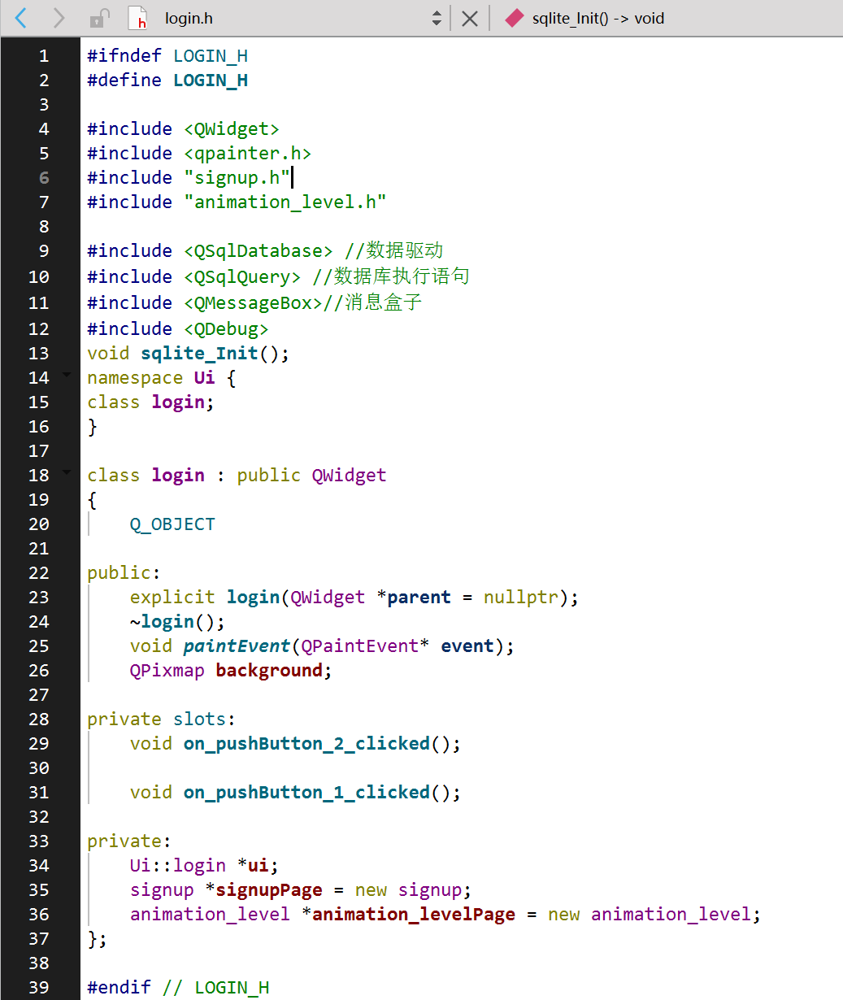 login.h
sqlite_Init() -> void
1 #ifndef LOGIN_H
2 #define LOGIN_H
3
4 #include <QWidget>
5 #include <qpainter.h>
6 #include "signup.h"
7 #include "animation_level.h"
8
9 #include <QSqlDatabase> //数据驱动
10 #include <QSqlQuery> //数据库执行语句
11 #include <QMessageBox>//消息盒子
12 #include <QDebug>
13 void sqlite_Init();
14 namespace Ui {
15 class login;
16 }
17
18 class login : public QWidget
19 {
20     Q_OBJECT
21
22 public:
23     explicit login(QWidget *parent = nullptr);
24     ~login();
25     void paintEvent(QPaintEvent* event);
26     QPixmap background;
27
28 private slots:
29     void on_pushButton_2_clicked();
30
31     void on_pushButton_1_clicked();
32
33 private:
34     Ui::login *ui;
35     signup *signupPage = new signup;
36     animation_level *animation_levelPage = new animation_level;
37 };
38
39 #endif // LOGIN_H